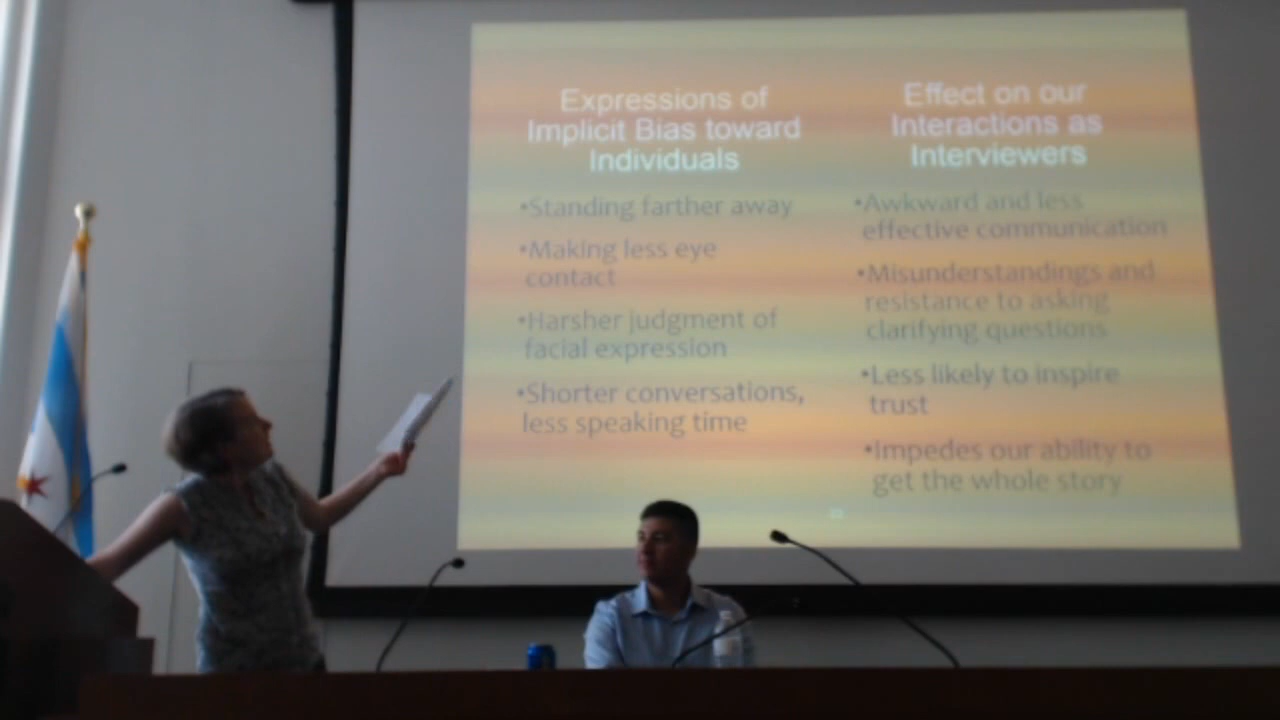 Expressions of
Implicit Bias toward
Individuals
•Standing farther away
•Making less eye
contact
•Harsher judgment of
facial expression
•Shorter conversations,
less speaking time
Effect on our
Interactions as
Interviewers
•Awkward and less
effective communication
•Misunderstandings and
resistance to asking
clarifying questions
•Less likely to inspire
trust
•Impedes our ability to
get the whole story